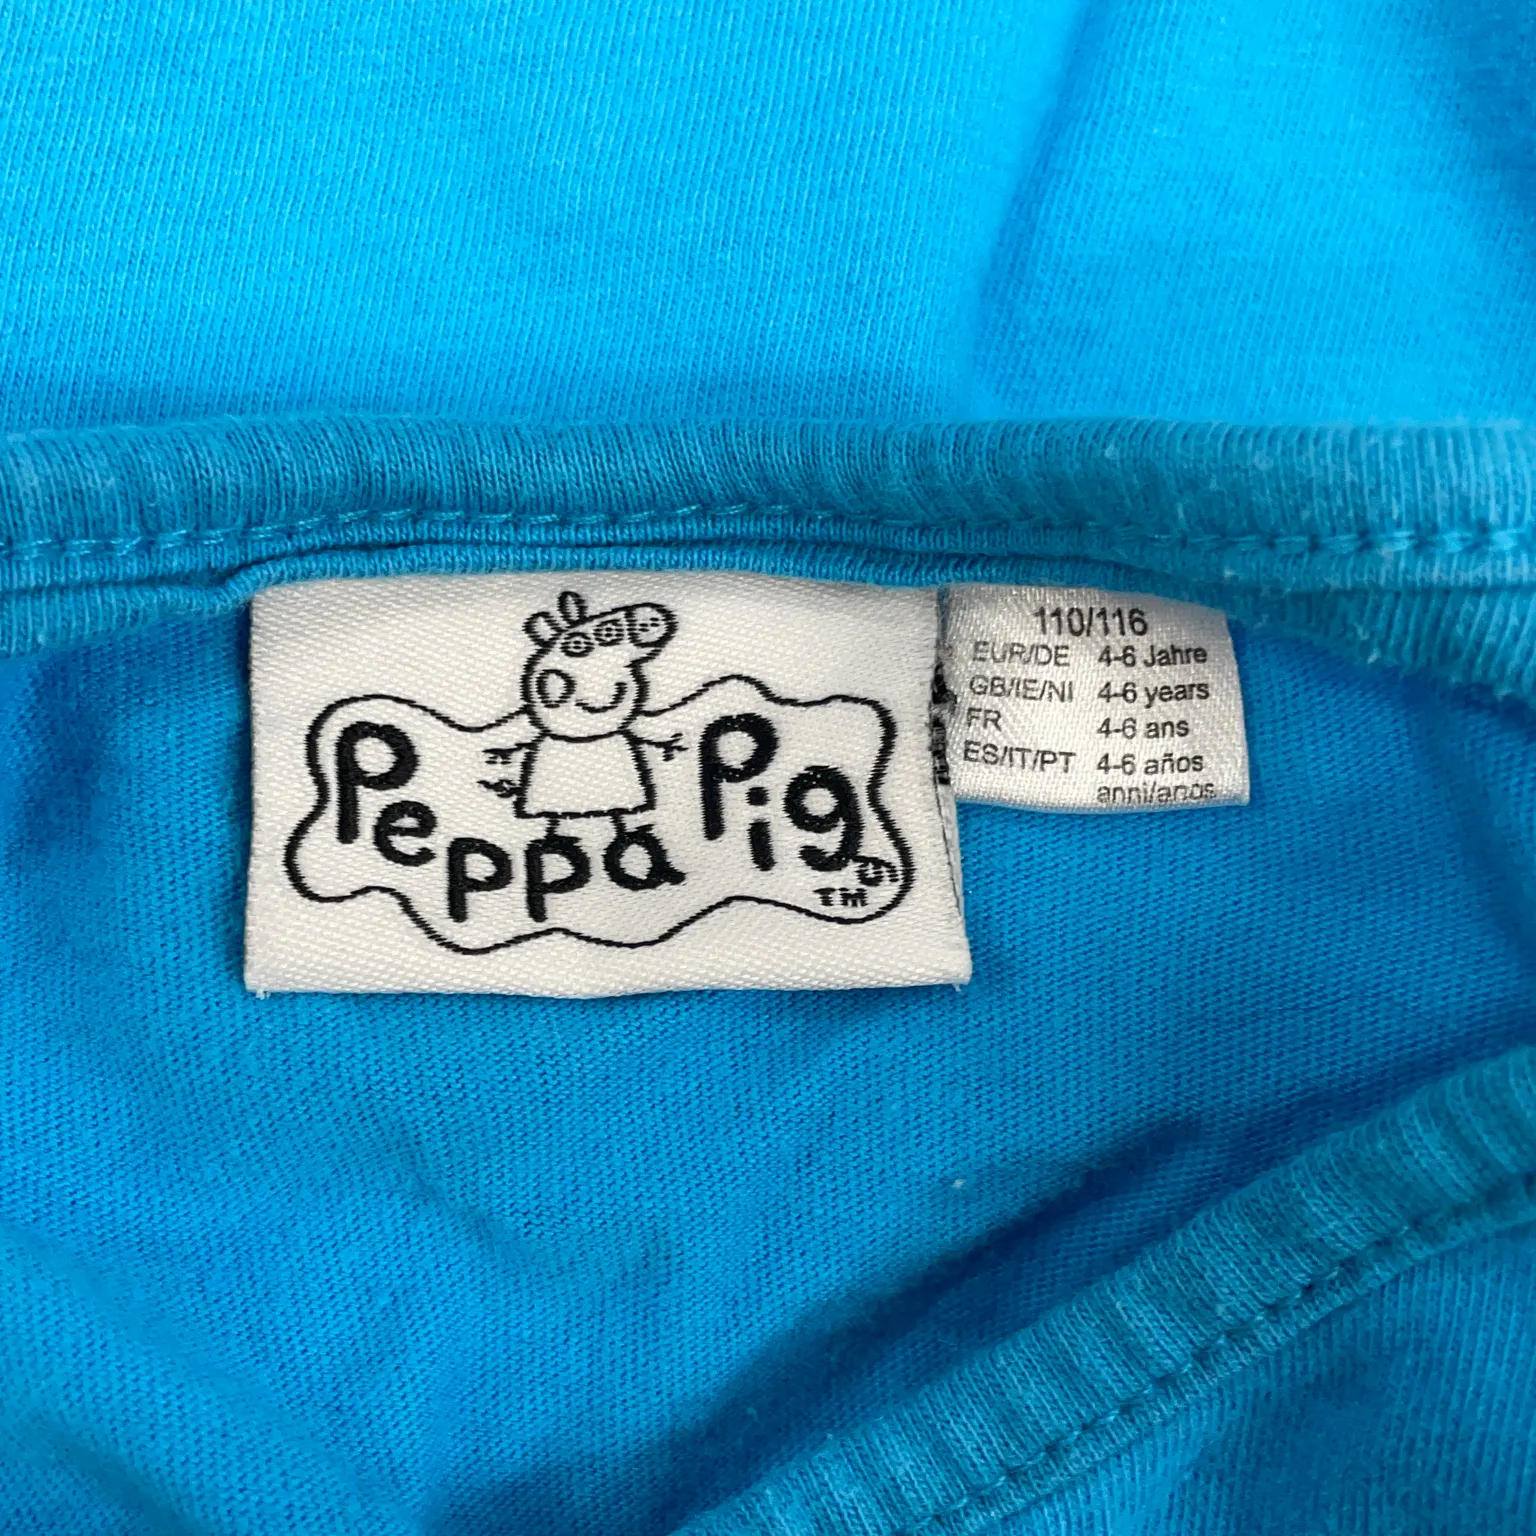 Peppa Pig
TM
110/116
EUR/DE 4-6 Jahre
GB/IE/NI 4-6 years
FR 4-6 ans
ES/IT/PT 4-6 años
anni/anos